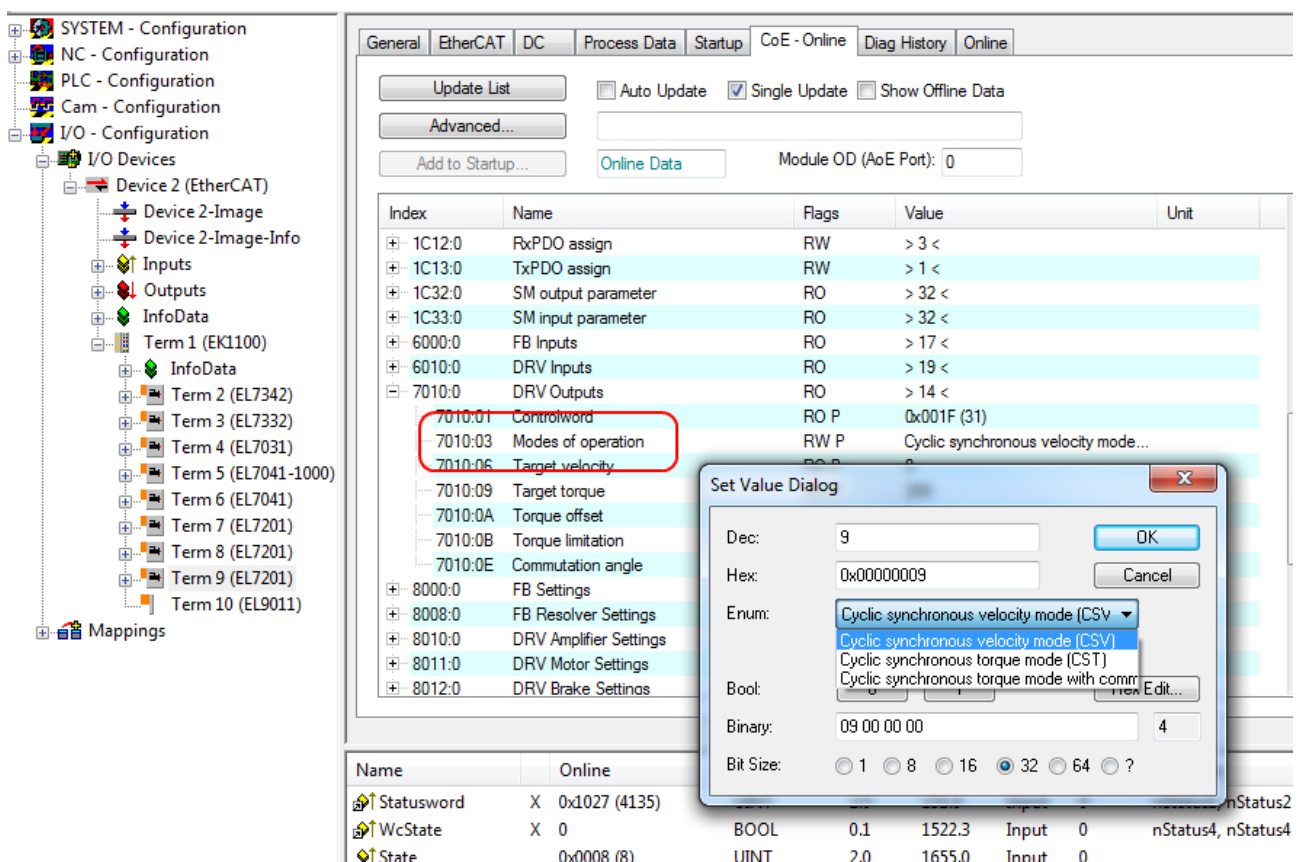 SYSTEM - Configuration
NC - Configuration
PLC - Configuration
Cam - Configuration
I/O - Configuration
I/O Devices
Device 2 (EtherCAT)
Device 2-Image
Device 2-Image-Info
Inputs
Outputs
InfoData
Term 1 (EK1100)
InfoData
Term 2 (EL7342)
Term 3 (EL7332)
Term 4 (EL7031)
Term 5 (EL7041-1000)
Term 6 (EL7041)
Term 7 (EL7201)
Term 8 (EL7201)
Term 9 (EL7201)
Term 10 (EL9011)
Mappings
General EtherCAT DC Process Data Startup CoE - Online Diag History Online
Update List Auto Update Single Update Show Offline Data
Advanced...
Add to Startup... Online Data Module OD (AoE Port): 0
Index Name Flags Value Unit
1C12:0 RxPDO assign RW > 3 <
1C13:0 TxPDO assign RW > 1 <
1C32:0 SM output parameter RO > 32 <
1C33:0 SM input parameter RO > 32 <
6000:0 FB Inputs RO > 17 <
6010:0 DRV Inputs RO > 19 <
7010:0 DRV Outputs RO > 14 <
7010:01 Controlword RO P 0x001F (31)
7010:03 Modes of operation RW P Cyclic synchronous velocity mode...
7010:06 Target velocity RO P 0
7010:09 Target torque
7010:0A Torque offset
7010:0B Torque limitation
7010:0E Commutation angle
8000:0 FB Settings
8008:0 FB Resolver Settings
8010:0 DRV Amplifier Settings
8011:0 DRV Motor Settings
8012:0 DRV Brake Settings
Set Value Dialog
Dec: 9 OK
Hex: 0x00000009 Cancel
Enum: Cyclic synchronous velocity mode (CSV
Cyclic synchronous velocity mode (CSV)
Cyclic synchronous torque mode (CST)
Cyclic synchronous torque mode with comm
Bool: Hex Edit...
Binary: 09 00 00 00 4
Bit Size: 1 8 16 32 64 ?
Name Online
Statusword X 0x1027 (4135) nStatus2
WcState X 0 BOOL 0.1 1522.3 Input 0 nStatus4, nStatus4
State 0x0008 (8) UINT 2.0 1655.0 Input 0